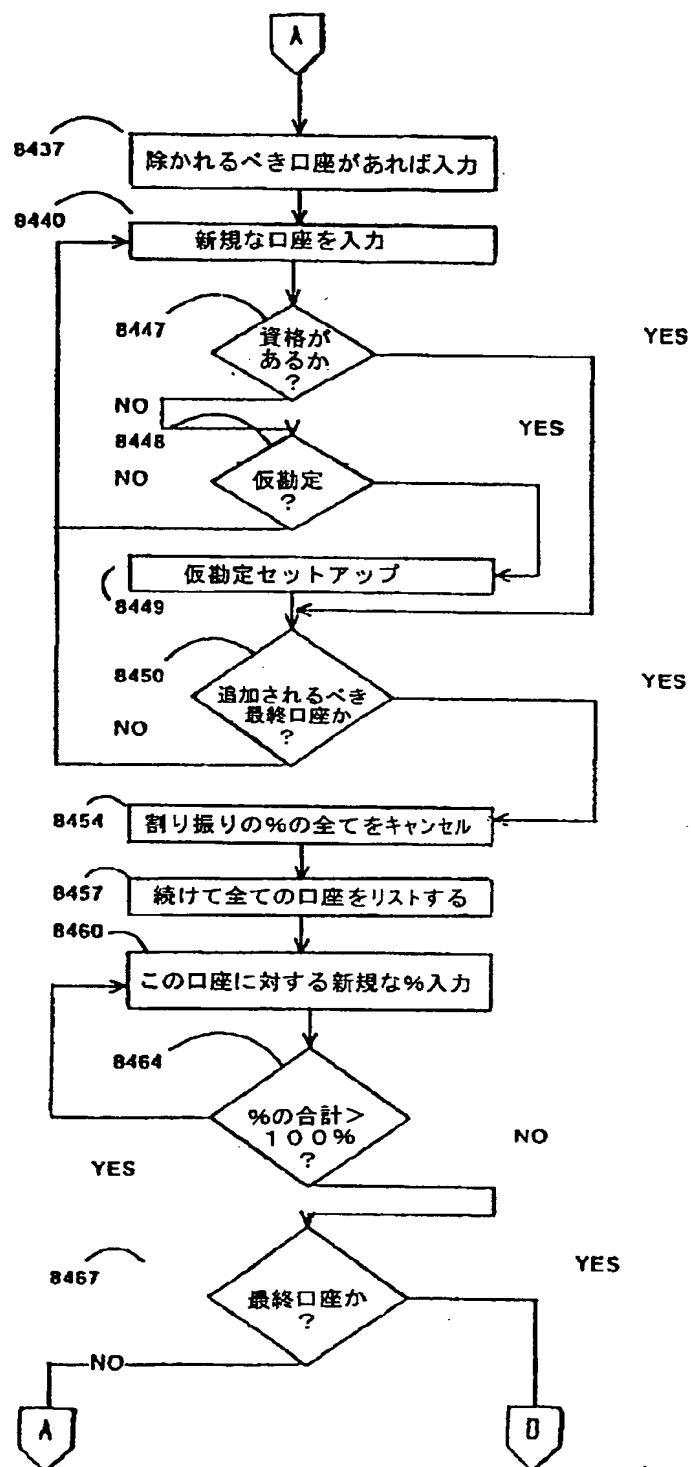 A
8437
除かれるべき口座があれば入力
8440
新規な口座を入力
8447
資格が
あるか
?
YES
NO
8448
YES
NO
仮勘定
?
仮勘定セットアップ
8449
8450
追加されるべき
最終口座か
?
YES
NO
8454
割り振りの%の全てをキャンセル
8457
続けて全ての口座をリストする
8460
この口座に対する新規な%入力
8464
%の合計>
100%
?
NO
YES
8467
最終口座か
?
YES
NO
A
D